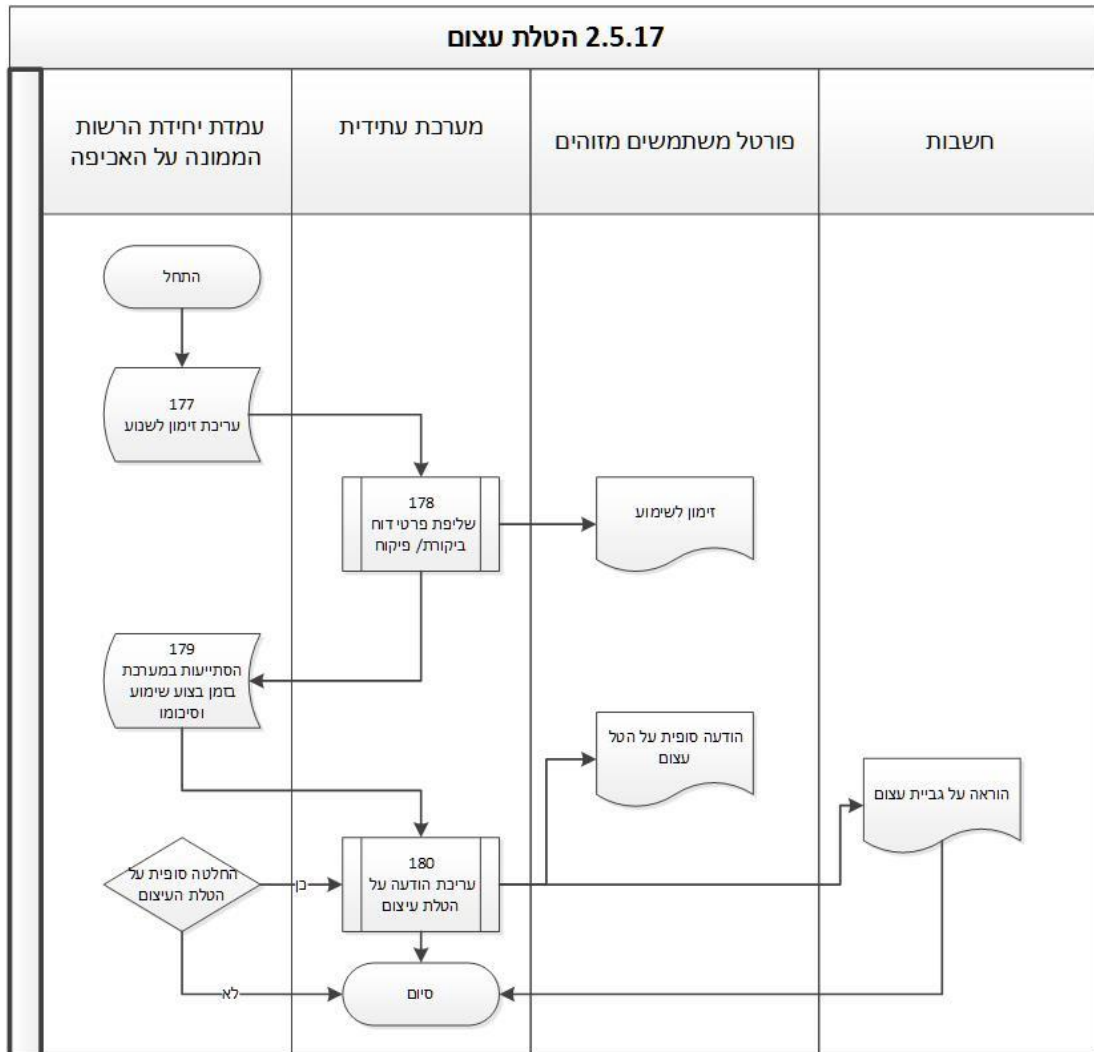 2.5.17 הטלת עצום
עמדת יחידת הרשות
הממונה על האכיפה
מערכת עתידית
פורטל משתמשים מזוהים
חשבות
התחל
177
עריכת זימון לשנוע
178
שליפת פרטי דוח
ביקורת/ פיקוח
זימון לשימוע
179
הסתייעות במערכת
בזמן בצוע שימוע
וסיכומו
הודעה סופית על הטל
עצום
הוראה על גביית עצום
החלטה סופית על
הטלת העיצום
כן
180
עריכת הודעה על
הטלת עיצום
לא
סיום